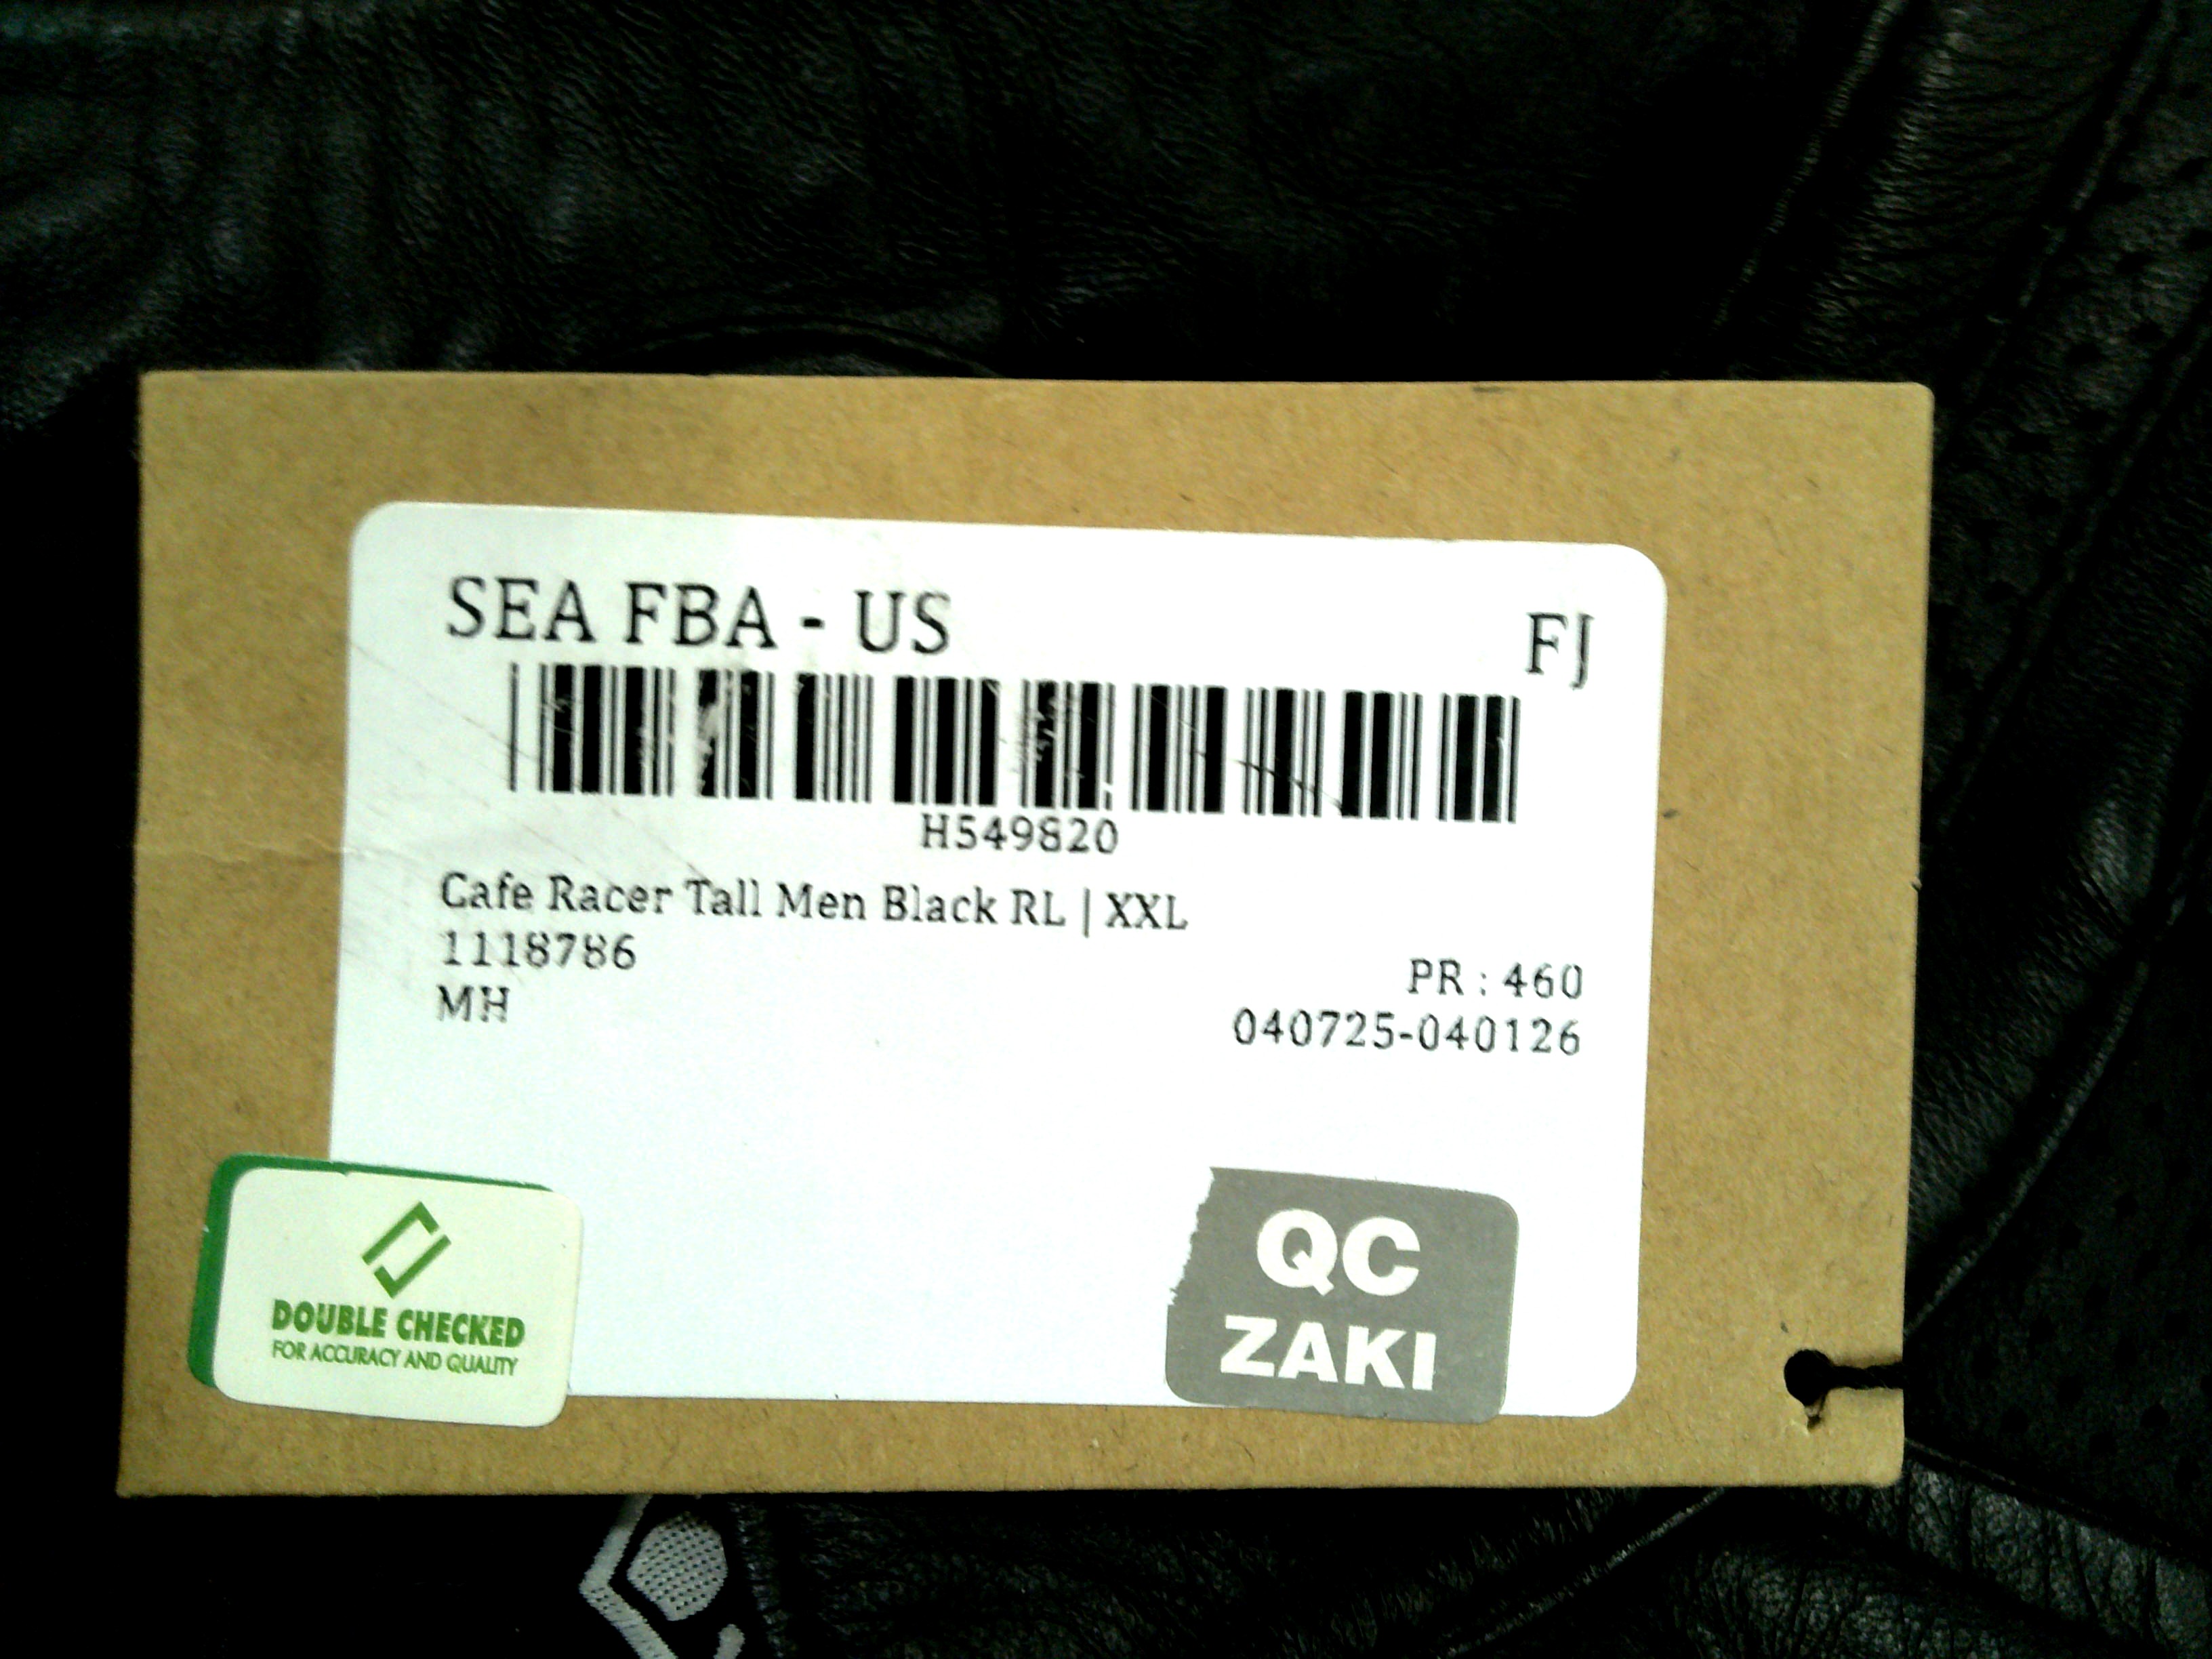 SEA FBA - US
FJ
H549820
Cafe Racer Tall Men Black RL | XXL
1118786
PR : 460
MH
040725-040126
DOUBLE CHECKED
FOR ACCURACY AND QUALITY
QC
ZAKI